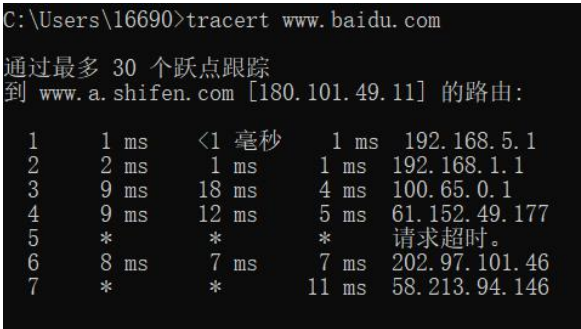 C:\Users\16690>tracert www.baidu.com
通过最多 30 个跃点跟踪
到 www.a.shifen.com [180.101.49.11] 的路由:
1 1 ms <1 毫秒 1 ms 192.168.5.1
2 2 ms 1 ms 1 ms 192.168.1.1
3 9 ms 18 ms 4 ms 100.65.0.1
4 9 ms 12 ms 5 ms 61.152.49.177
5 * * * 请求超时。
6 8 ms 7 ms 7 ms 202.97.101.46
7 * * 11 ms 58.213.94.146